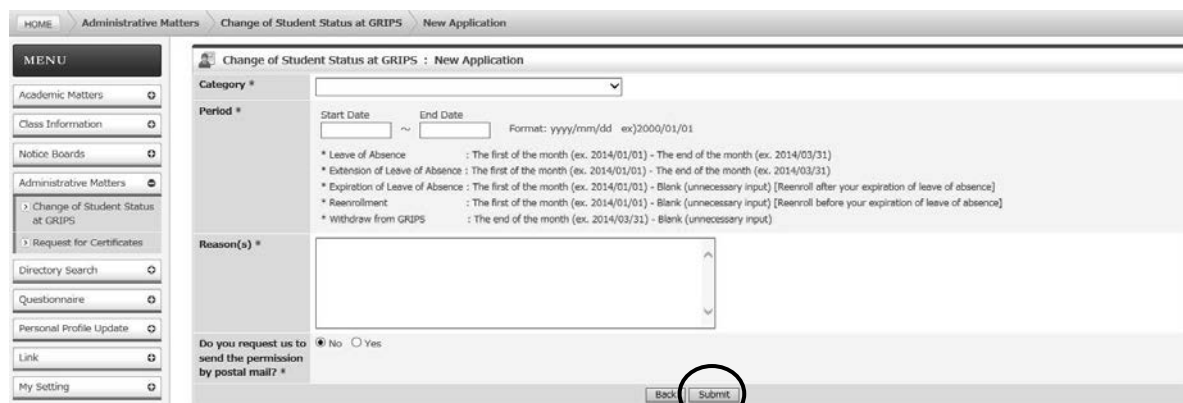 HOME Administrative Matters Change of Student Status at GRIPS New Application
MENU
Academic Matters
Class Information
Notice Boards
Administrative Matters
Change of Student Status
at GRIPS
Request for Certificates
Directory Search
Questionnaire
Personal Profile Update
Link
My Setting
Change of Student Status at GRIPS : New Application
Category *
Period *
Start Date End Date
~ Format: yyyy/mm/dd ex)2000/01/01
* Leave of Absence : The first of the month (ex. 2014/01/01) - The end of the month (ex. 2014/03/31)
* Extension of Leave of Absence : The first of the month (ex. 2014/01/01) - The end of the month (ex. 2014/03/31)
* Expiration of Leave of Absence : The first of the month (ex. 2014/01/01) - Blank (unnecessary input) [Reenroll after your expiration of leave of absence]
* Reenrollment : The first of the month (ex. 2014/01/01) - Blank (unnecessary input) [Reenroll before your expiration of leave of absence]
* Withdraw from GRIPS : The end of the month (ex. 2014/03/31) - Blank (unnecessary input)
Reason(s) *
Do you request us to
send the permission
by postal mail? *
No Yes
Back Submit